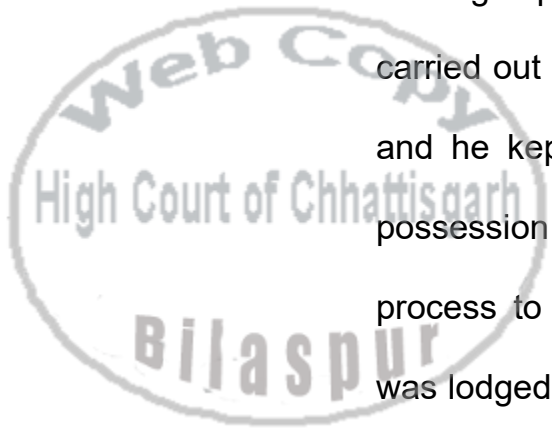 Web Copy
carried out
and he kep
High Court of Chhattisgarh
possession
process to
Bilaspur
was lodged